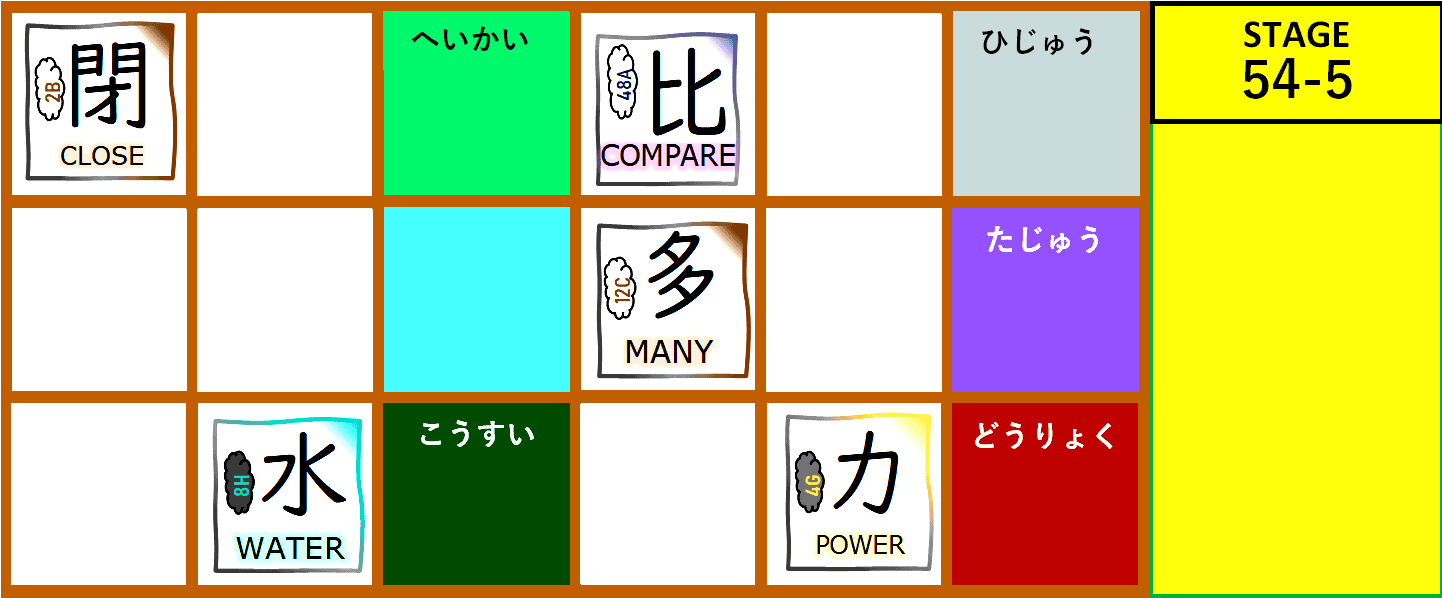 2B
閉
CLOSE
へいかい
48A
比
COMPARE
ひじゅう
STAGE
54-5
12C
多
MANY
たじゅう
8H
水
WATER
こうすい
4G
力
POWER
どうりょく